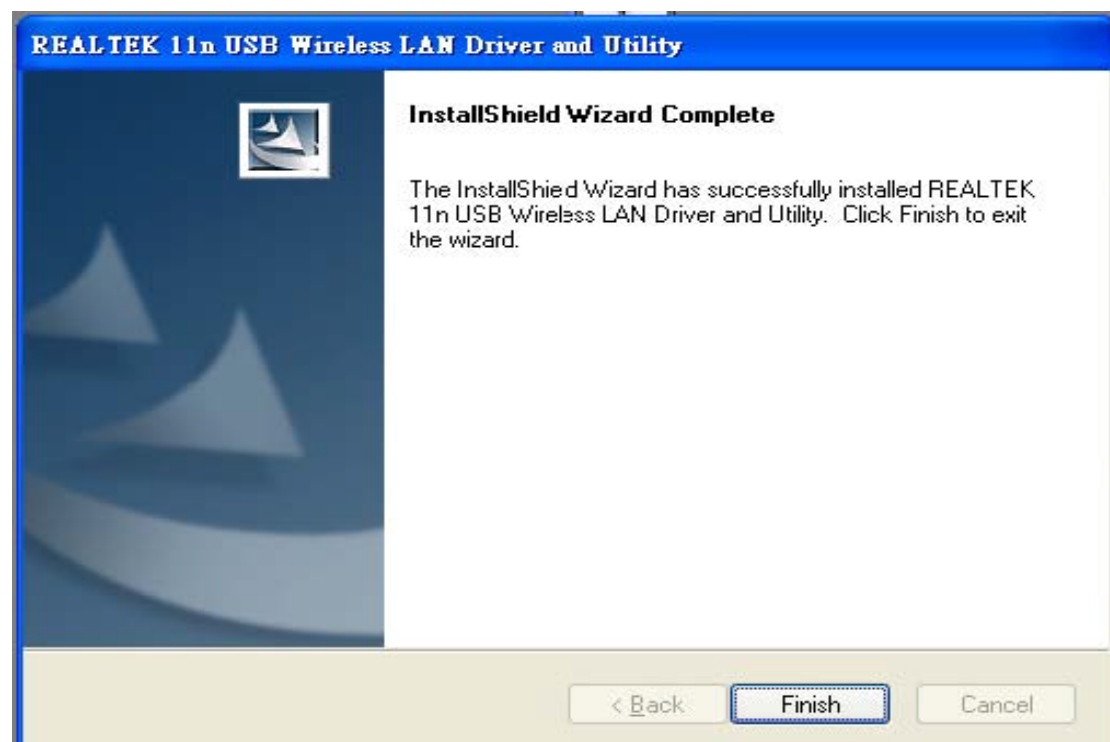 REALTEK 11n USB Wireless LAN Driver and Utility
InstallShield Wizard Complete
The InstallShied Wizard has successfully installed REALTEK
11n USB Wireless LAN Driver and Utility. Click Finish to exit
the wizard.
< Back Finish Cancel